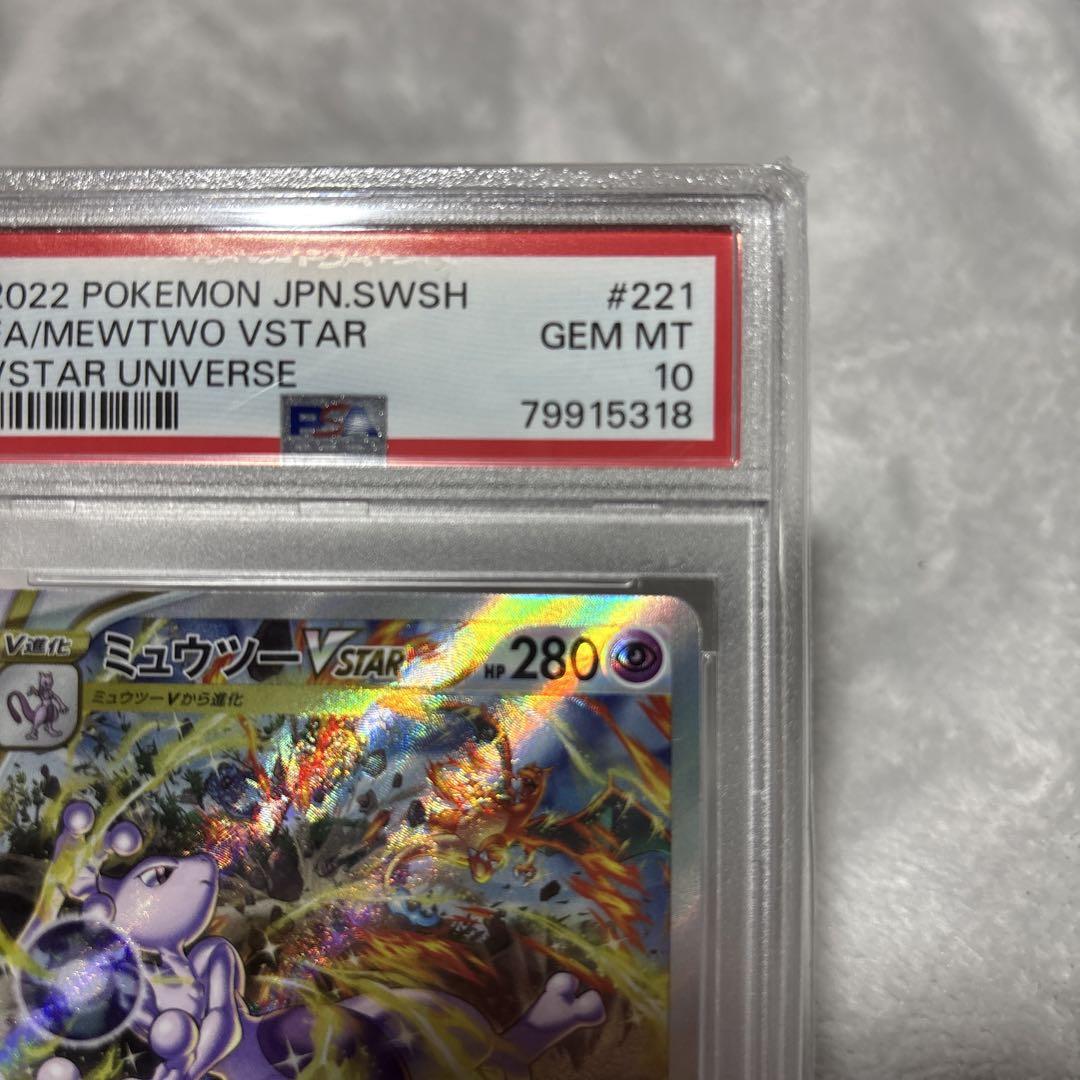 2022 POKEMON JPN.SWSH #221
FA/MEWTWO VSTAR GEM MT
VSTAR UNIVERSE 10
PSA 79915318
V進化 ミュウツーVSTAR HP 280
ミュウツーVから進化